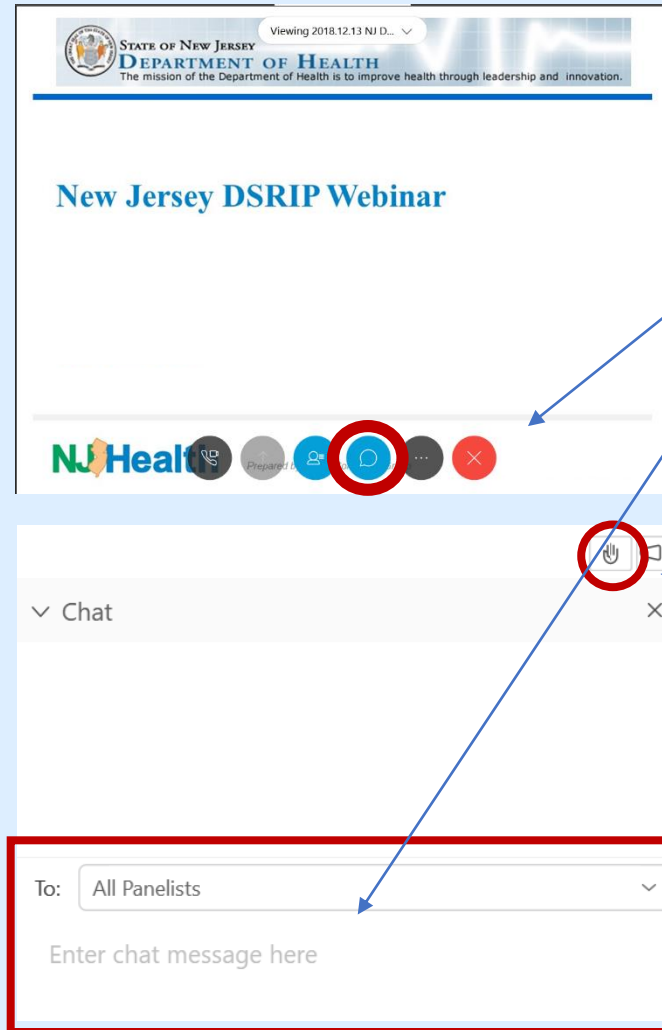 Viewing 2018.12.13 NJ D...
STATE OF NEW JERSEY
DEPARTMENT OF HEALTH
The mission of the Department of Health is to improve health through leadership and innovation.
New Jersey DSRIP Webinar
NJ Health
Prepared
Chat
To: All Panelists
Enter chat message here